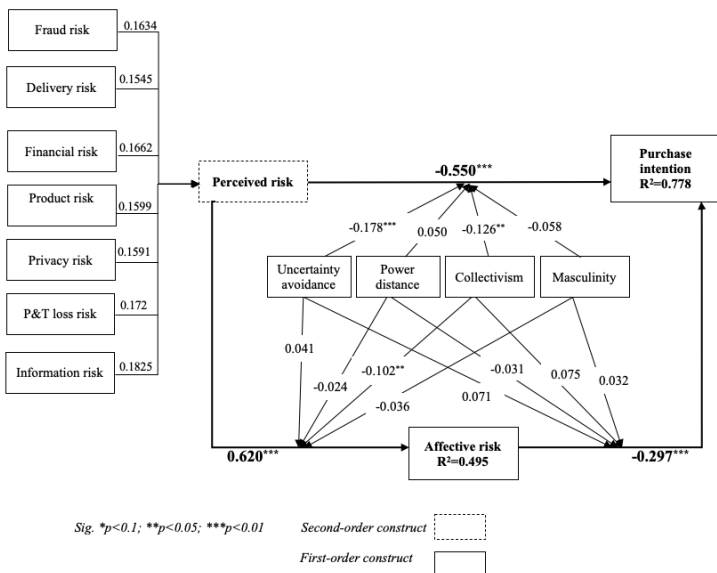 Fraud risk
0.1634
Delivery risk
0.1545
Financial risk
0.1662
Product risk
0.1599
Privacy risk
0.1591
P&T loss risk
0.172
Information risk
0.1825
Perceived risk
-0.550***
Purchase
intention
R²=0.778
-0.178***
0.050
-0.126**
-0.058
Uncertainty
avoidance
Power
distance
Collectivism
Masculinity
0.041
-0.024
-0.102**
-0.036
0.071
-0.031
0.075
0.032
0.620***
Affective risk
R²=0.495
-0.297***
Sig. *p<0.1; **p<0.05; ***p<0.01
Second-order construct
First-order construct